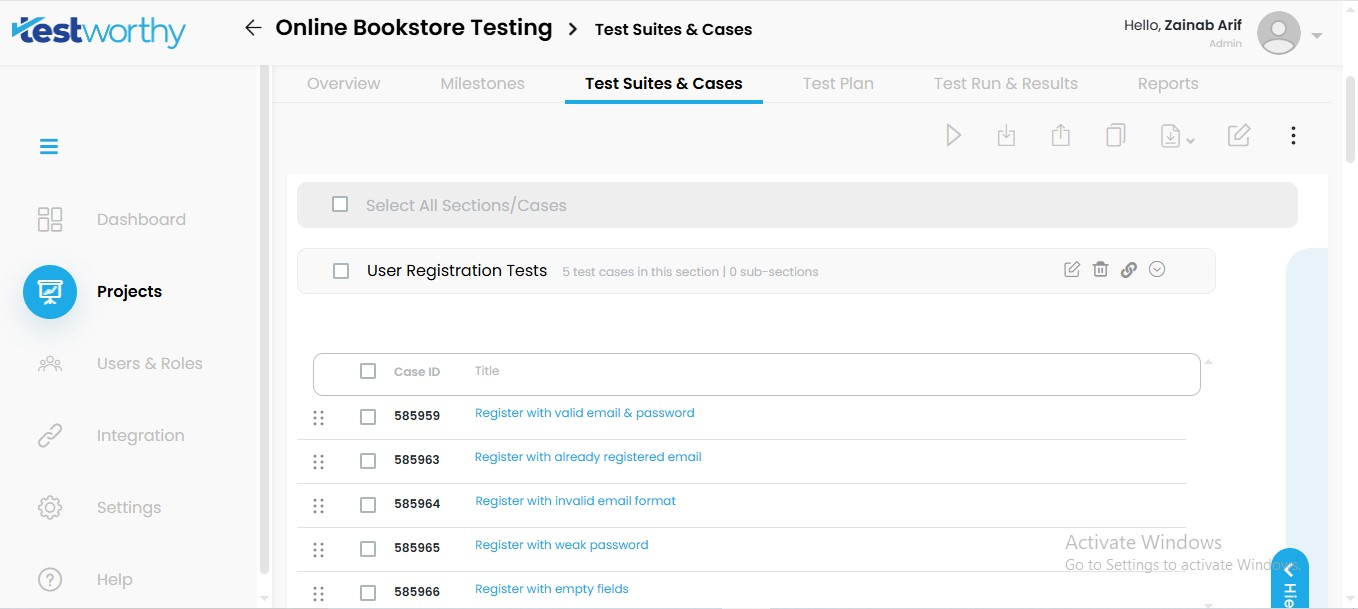 testworthy
Online Bookstore Testing
Test Suites & Cases
Hello, Zainab Arif
Admin
Overview
Milestones
Test Suites & Cases
Test Plan
Test Run & Results
Reports
Dashboard
Projects
Users & Roles
Integration
Settings
Help
Select All Sections/Cases
User Registration Tests 5 test cases in this section | 0 sub-sections
Case ID Title
585959 Register with valid email & password
585963 Register with already registered email
585964 Register with invalid email format
585965 Register with weak password
585966 Register with empty fields
Activate Windows
Go to Settings to activate Windows.
Hie